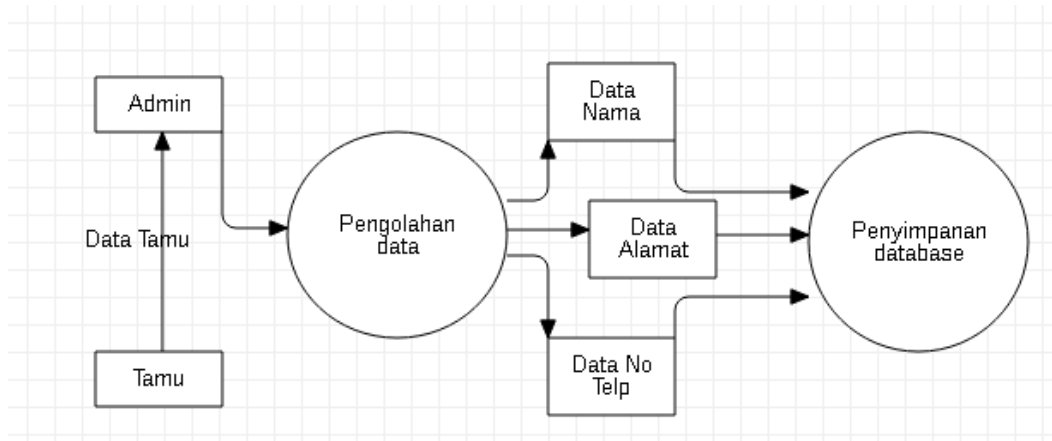 Admin
Data Tamu
Tamu
Pengolahan
data
Data
Nama
Data
Alamat
Data No
Telp
Penyimpanan
database